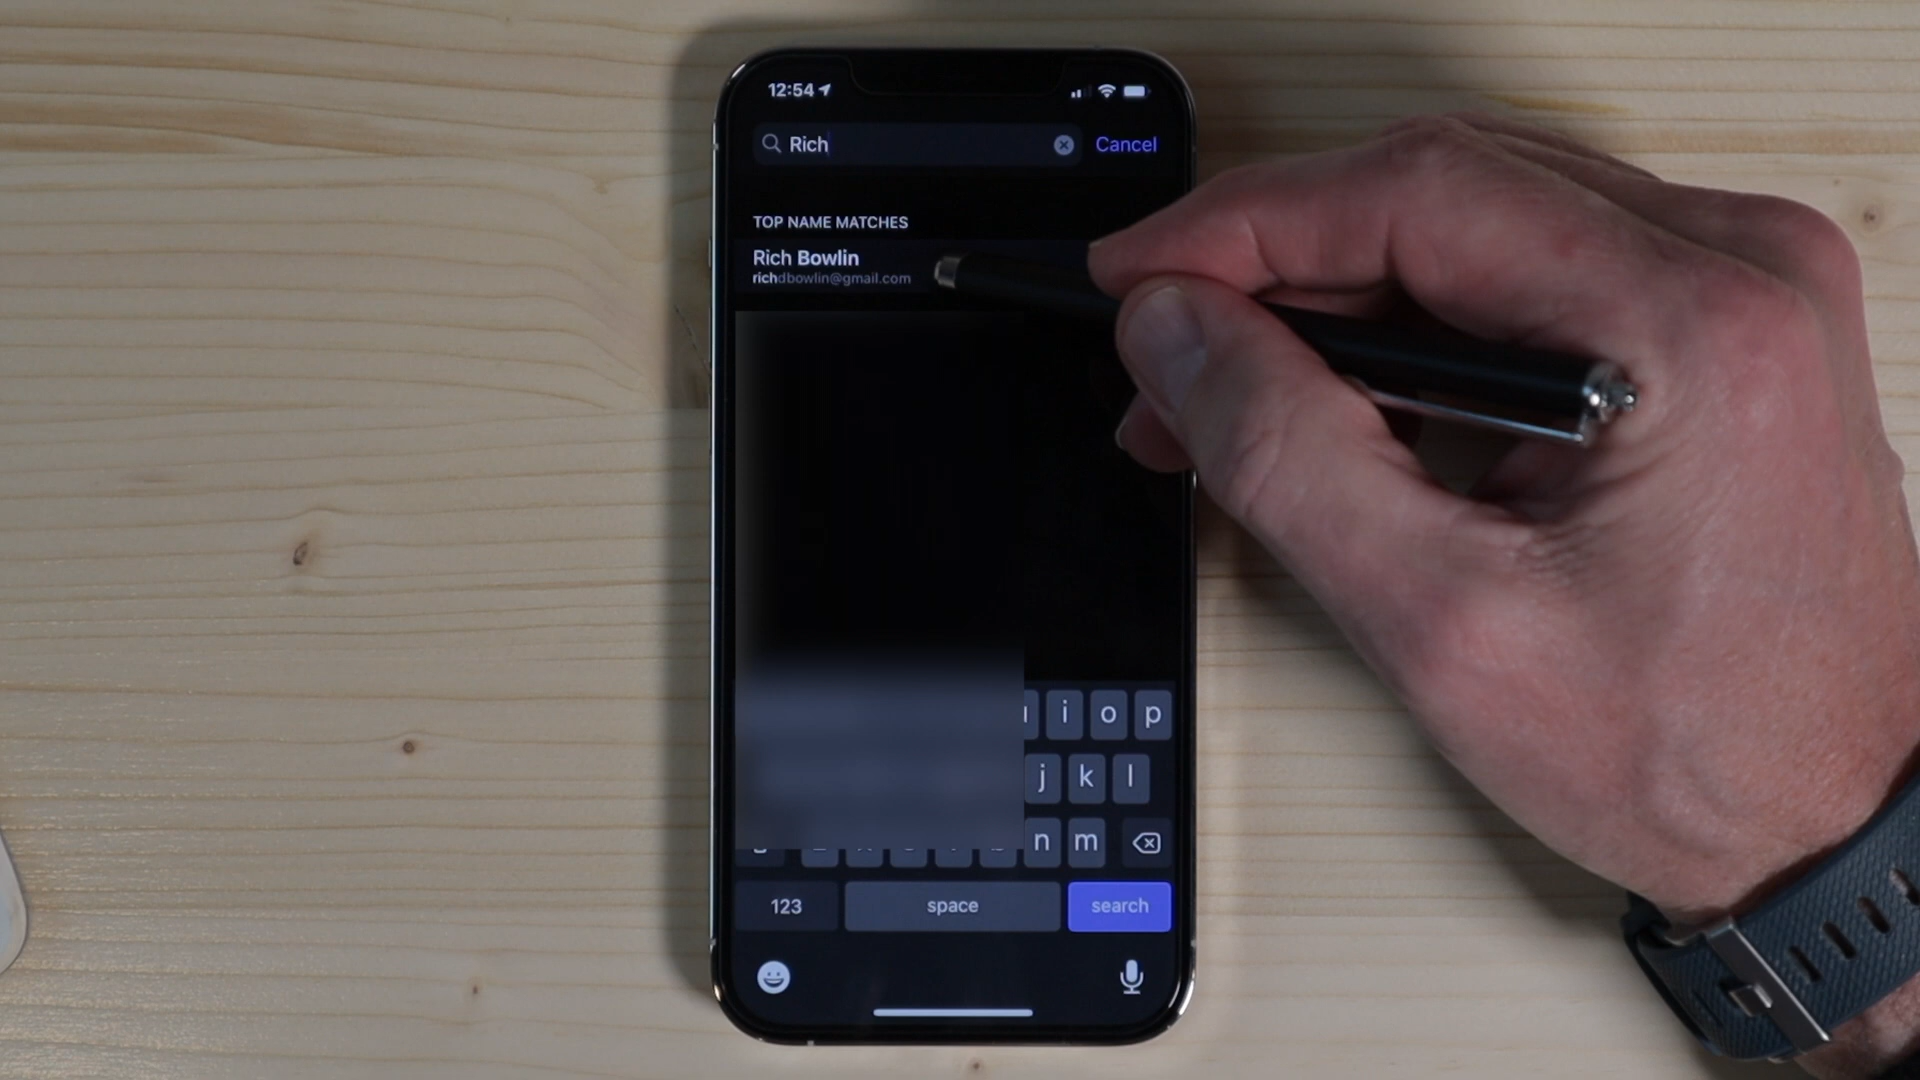 12:54
Rich
Cancel
TOP NAME MATCHES
Rich Bowlin
richdbowlin@gmail.com
i o p
j k l
n m
123 space search